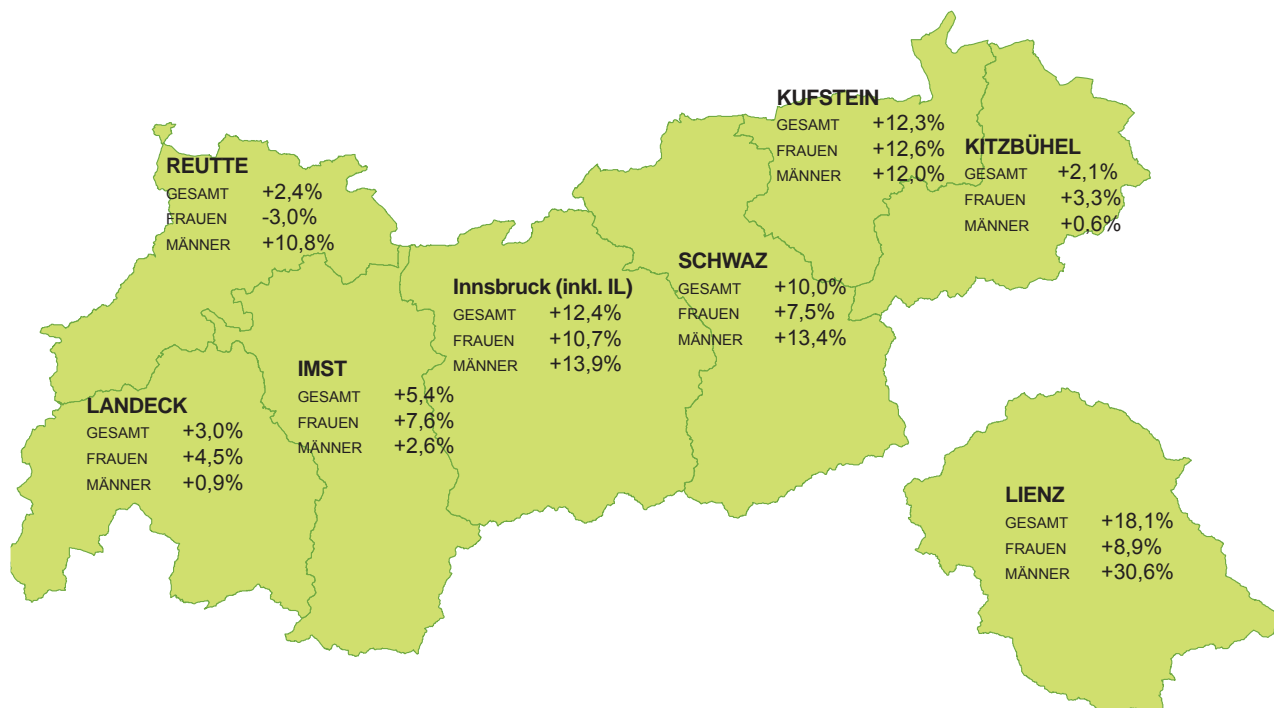 KUFSTEIN
GESAMT +12,3%
FRAUEN +12,6%
MÄNNER +12,0%
KITZBÜHEL
GESAMT +2,1%
FRAUEN +3,3%
MÄNNER +0,6%
REUTTE
GESAMT +2,4%
FRAUEN -3,0%
MÄNNER +10,8%
SCHWAZ
GESAMT +10,0%
FRAUEN +7,5%
MÄNNER +13,4%
Innsbruck (inkl. IL)
GESAMT +12,4%
FRAUEN +10,7%
MÄNNER +13,9%
IMST
GESAMT +5,4%
FRAUEN +7,6%
MÄNNER +2,6%
LANDECK
GESAMT +3,0%
FRAUEN +4,5%
MÄNNER +0,9%
LIENZ
GESAMT +18,1%
FRAUEN +8,9%
MÄNNER +30,6%